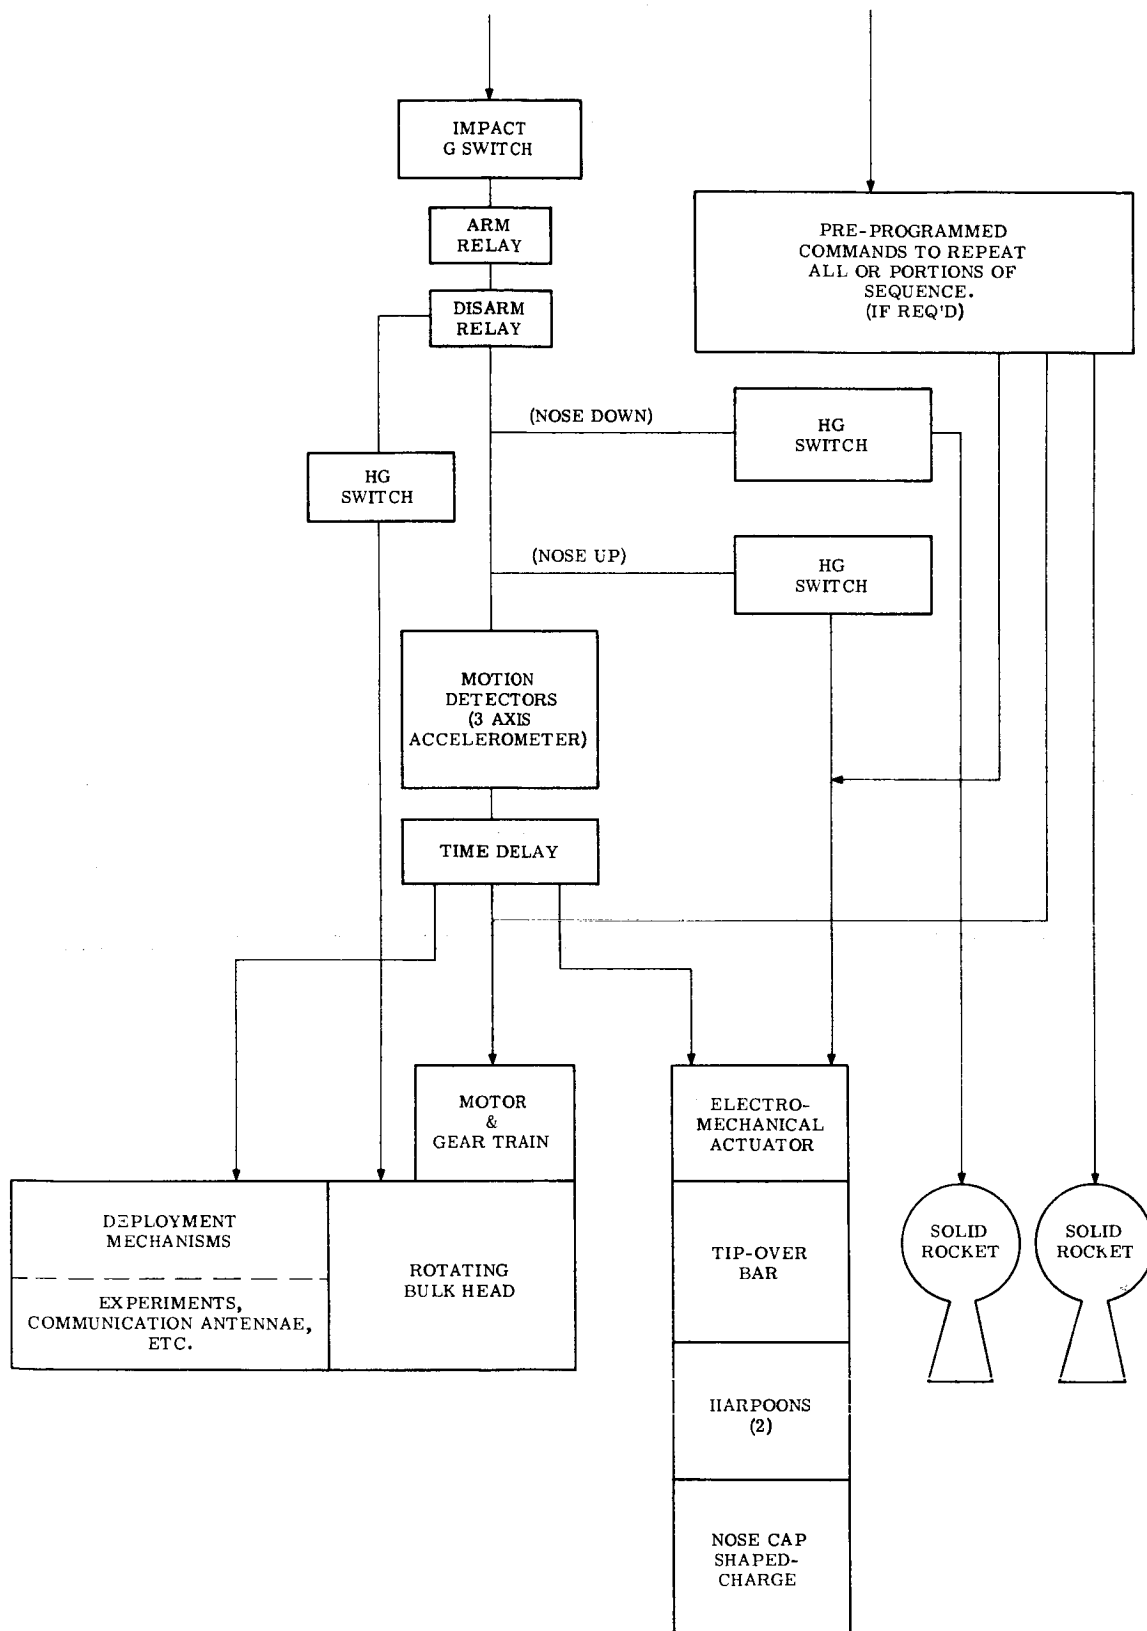 IMPACT
G SWITCH
ARM
RELAY
DISARM
RELAY
PRE-PROGRAMMED
COMMANDS TO REPEAT
ALL OR PORTIONS OF
SEQUENCE.
(IF REQ'D)
(NOSE DOWN)
HG
SWITCH
HG
SWITCH
(NOSE UP)
HG
SWITCH
MOTION
DETECTORS
(3 AXIS
ACCELEROMETER)
TIME DELAY
MOTOR
&
GEAR TRAIN
ELECTRO-
MECHANICAL
ACTUATOR
DEPLOYMENT
MECHANISMS
EXPERIMENTS,
COMMUNICATION ANTENNAE,
ETC.
ROTATING
BULK HEAD
TIP-OVER
BAR
SOLID
ROCKET
SOLID
ROCKET
HARPOONS
(2)
NOSE CAP
SHAPED-
CHARGE